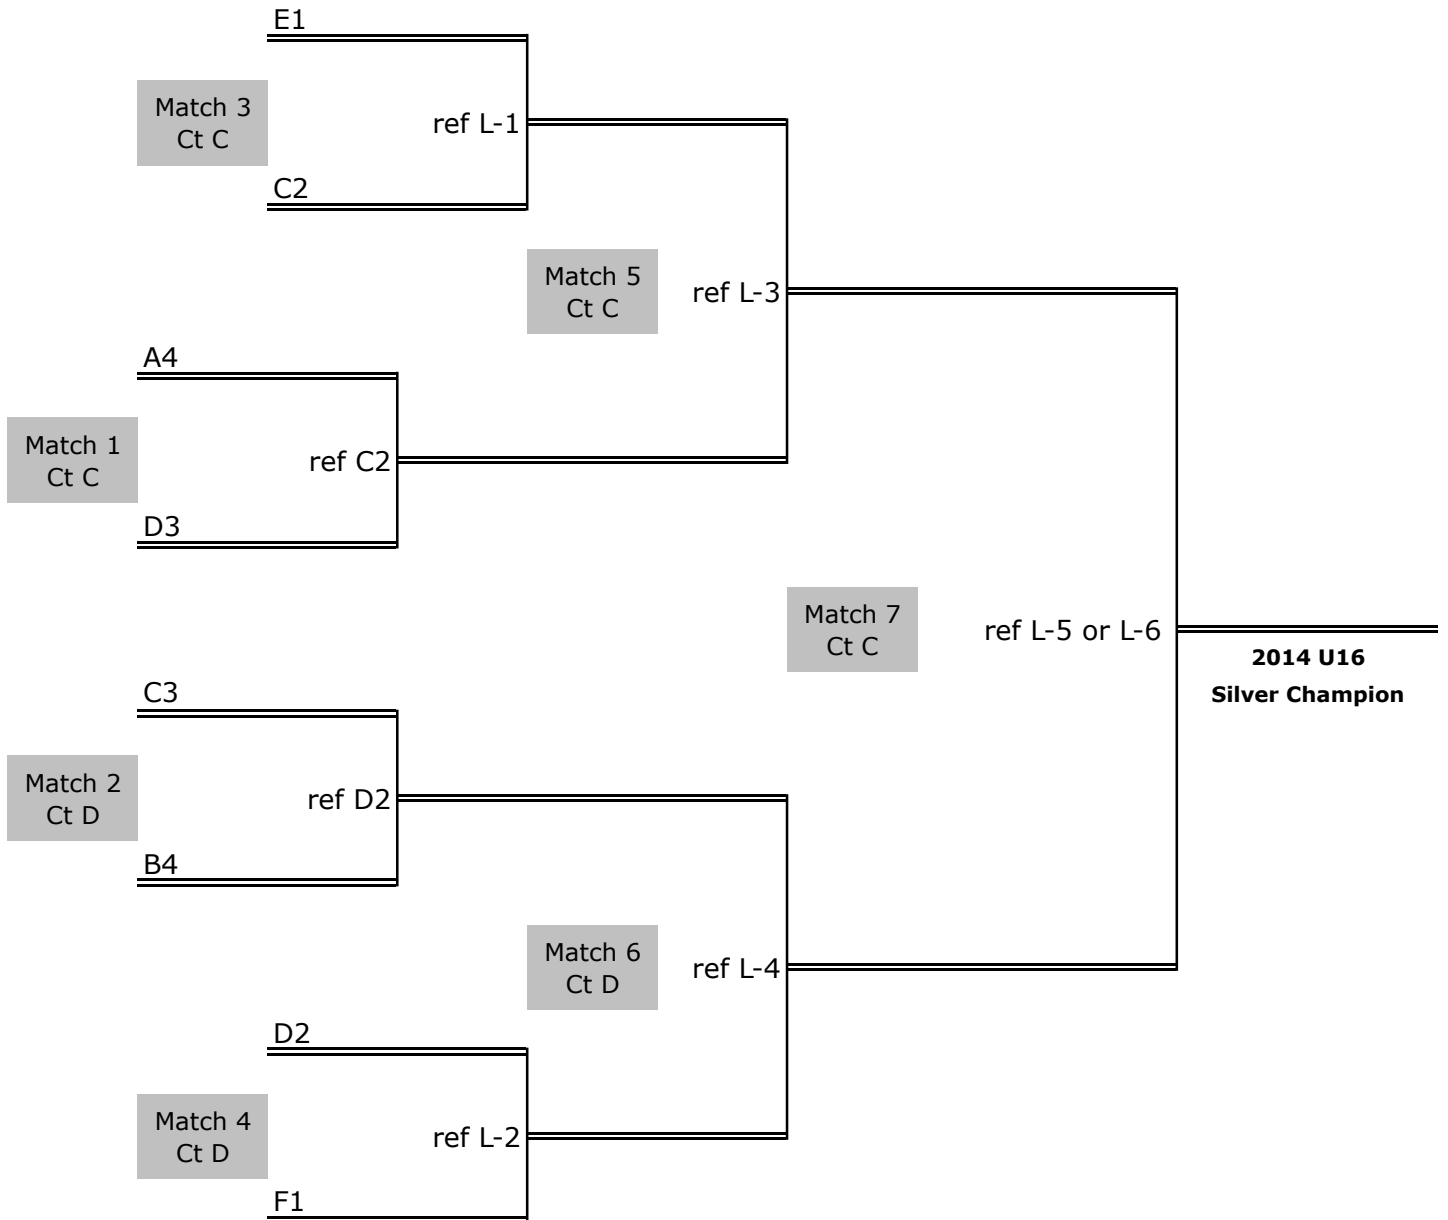 E1
Match 3
Ct C
ref L-1
C2
Match 5
Ct C
ref L-3
A4
Match 1
Ct C
ref C2
D3
Match 7
Ct C
ref L-5 or L-6
2014 U16
Silver Champion
C3
Match 2
Ct D
ref D2
B4
Match 6
Ct D
ref L-4
D2
Match 4
Ct D
ref L-2
F1